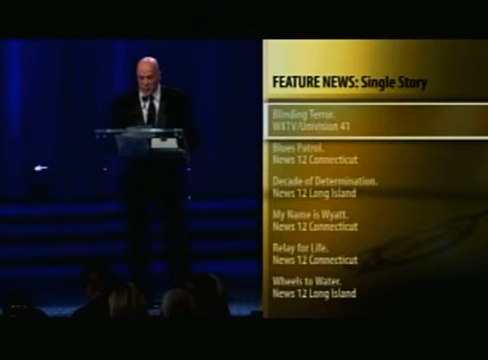 FEATURE NEWS: Single Story
Blinding Terror.
WXTV/Univision 41
Blues Patrol.
News 12 Connecticut
Decade of Determination.
News 12 Long Island
My Name is Wyatt.
News 12 Connecticut
Relay for Life.
News 12 Connecticut
Wheels to Water.
News 12 Long Island